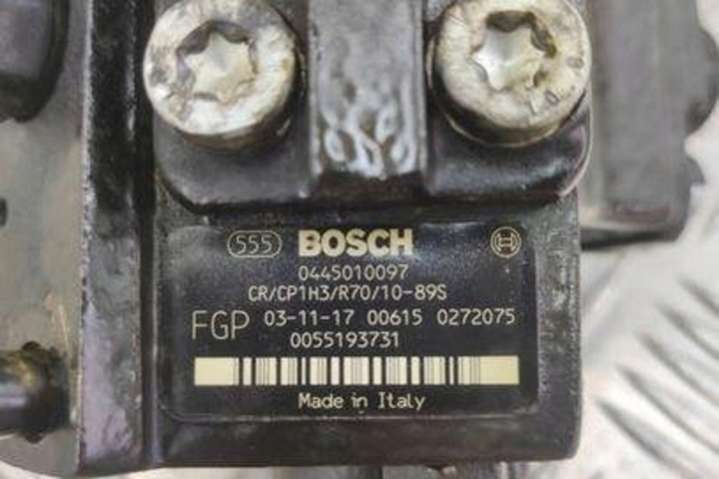 555 BOSCH
0445010097
CR/CP1H3/R70/10-89S
FGP 03-11-17 00615 0272075
0055193731
Made in Italy